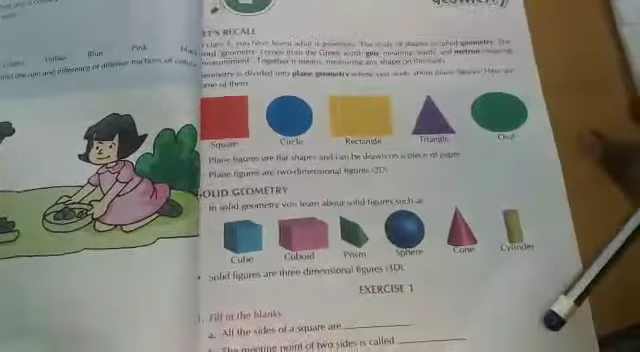 Yellow Blue Pink
and difference of different fractions of
LET'S RECALL
you have learnt what is geometry. The study of shapes is called geometry. The
word geometry comes from the Greek word geo, meaning earth and metron meaning
measurement. Together it means, measuring any shape on the earth.
Geometry is divided into plane geometry where you study about plane figures. Here are
some of them
Square Circle Rectangle Triangle Oval
Plane figures are flat shapes and can be drawn on a piece of paper
Plane figures are two-dimensional figures (2D)
SOLID GEOMETRY
In solid geometry you learn about solid figures such as
Cube Cuboid Prism Sphere Cone Cylinder
• Solid figures are three dimensional figures (3D).
EXERCISE 1
1. Fill in the blanks
a. All the sides of a square are
The meeting point of two sides is called